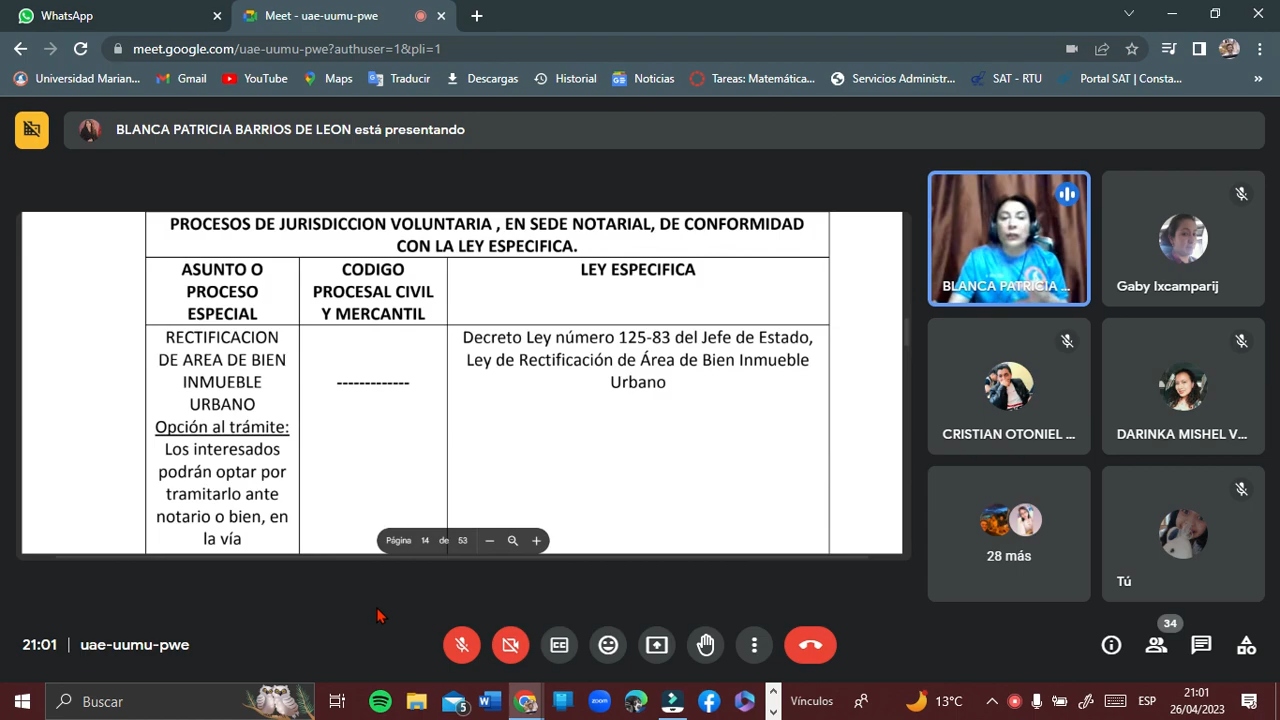 WhatsApp
Meet - uae-uumu-pwe
meet.google.com/uae-uumu-pwe?authuser=1&pli=1
Universidad Marian...
Gmail
YouTube
Maps
Traducir
Descargas
Historial
Noticias
Tareas: Matemátic...
Servicios Administr...
SAT - RTU
Portal SAT | Consta...
»
BLANCA PATRICIA BARRIOS DE LEON está presentando
PROCESOS DE JURISDICCION VOLUNTARIA , EN SEDE NOTARIAL, DE CONFORMIDAD
CON LA LEY ESPECIFICA.
ASUNTO O
PROCESO
ESPECIAL
CODIGO
PROCESAL CIVIL
Y MERCANTIL
LEY ESPECIFICA
RECTIFICACION
DE AREA DE BIEN
INMUEBLE
URBANO
Opción al trámite:
Los interesados
podrán optar por
tramitarlo ante
notario o bien, en
la vía
-------------
Decreto Ley número 125-83 del Jefe de Estado,
Ley de Rectificación de Área de Bien Inmueble
Urbano
Página 14 de 53
BLANCA PATRICIA ...
Gaby Ixcamparij
CRISTIAN OTONIEL ...
DARINKA MISHEL V...
28 más
Tú
21:01 | uae-uumu-pwe
34
Buscar
5
zoom
Vínculos
13°C
ESP
21:01
26/04/2023